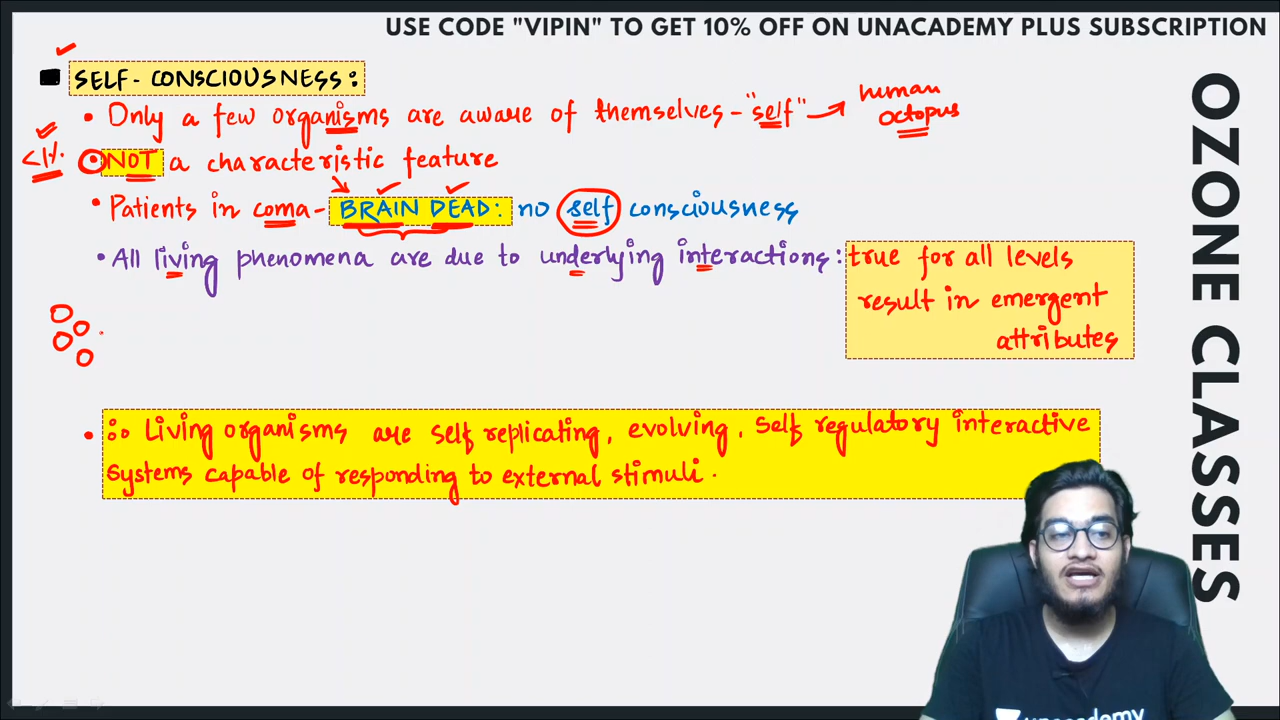 USE CODE "VIPIN" TO GET 10% OFF ON UNACADEMY PLUS SUBSCRIPTION
SELF- CONSCIOUSNESS:
• Only a few organisms are aware of themselves - "self" → human
octopus
<1%. • NOT a characteristic feature
• Patients in coma- BRAIN DEAD: no self consciousness
• All living phenomena are due to underlying interactions: true for all levels
result in emergent
attributes
• ∴ Living organisms are self replicating, evolving, self regulatory interactive
systems capable of responding to external stimuli.
OZONE CLASSES
unacademy